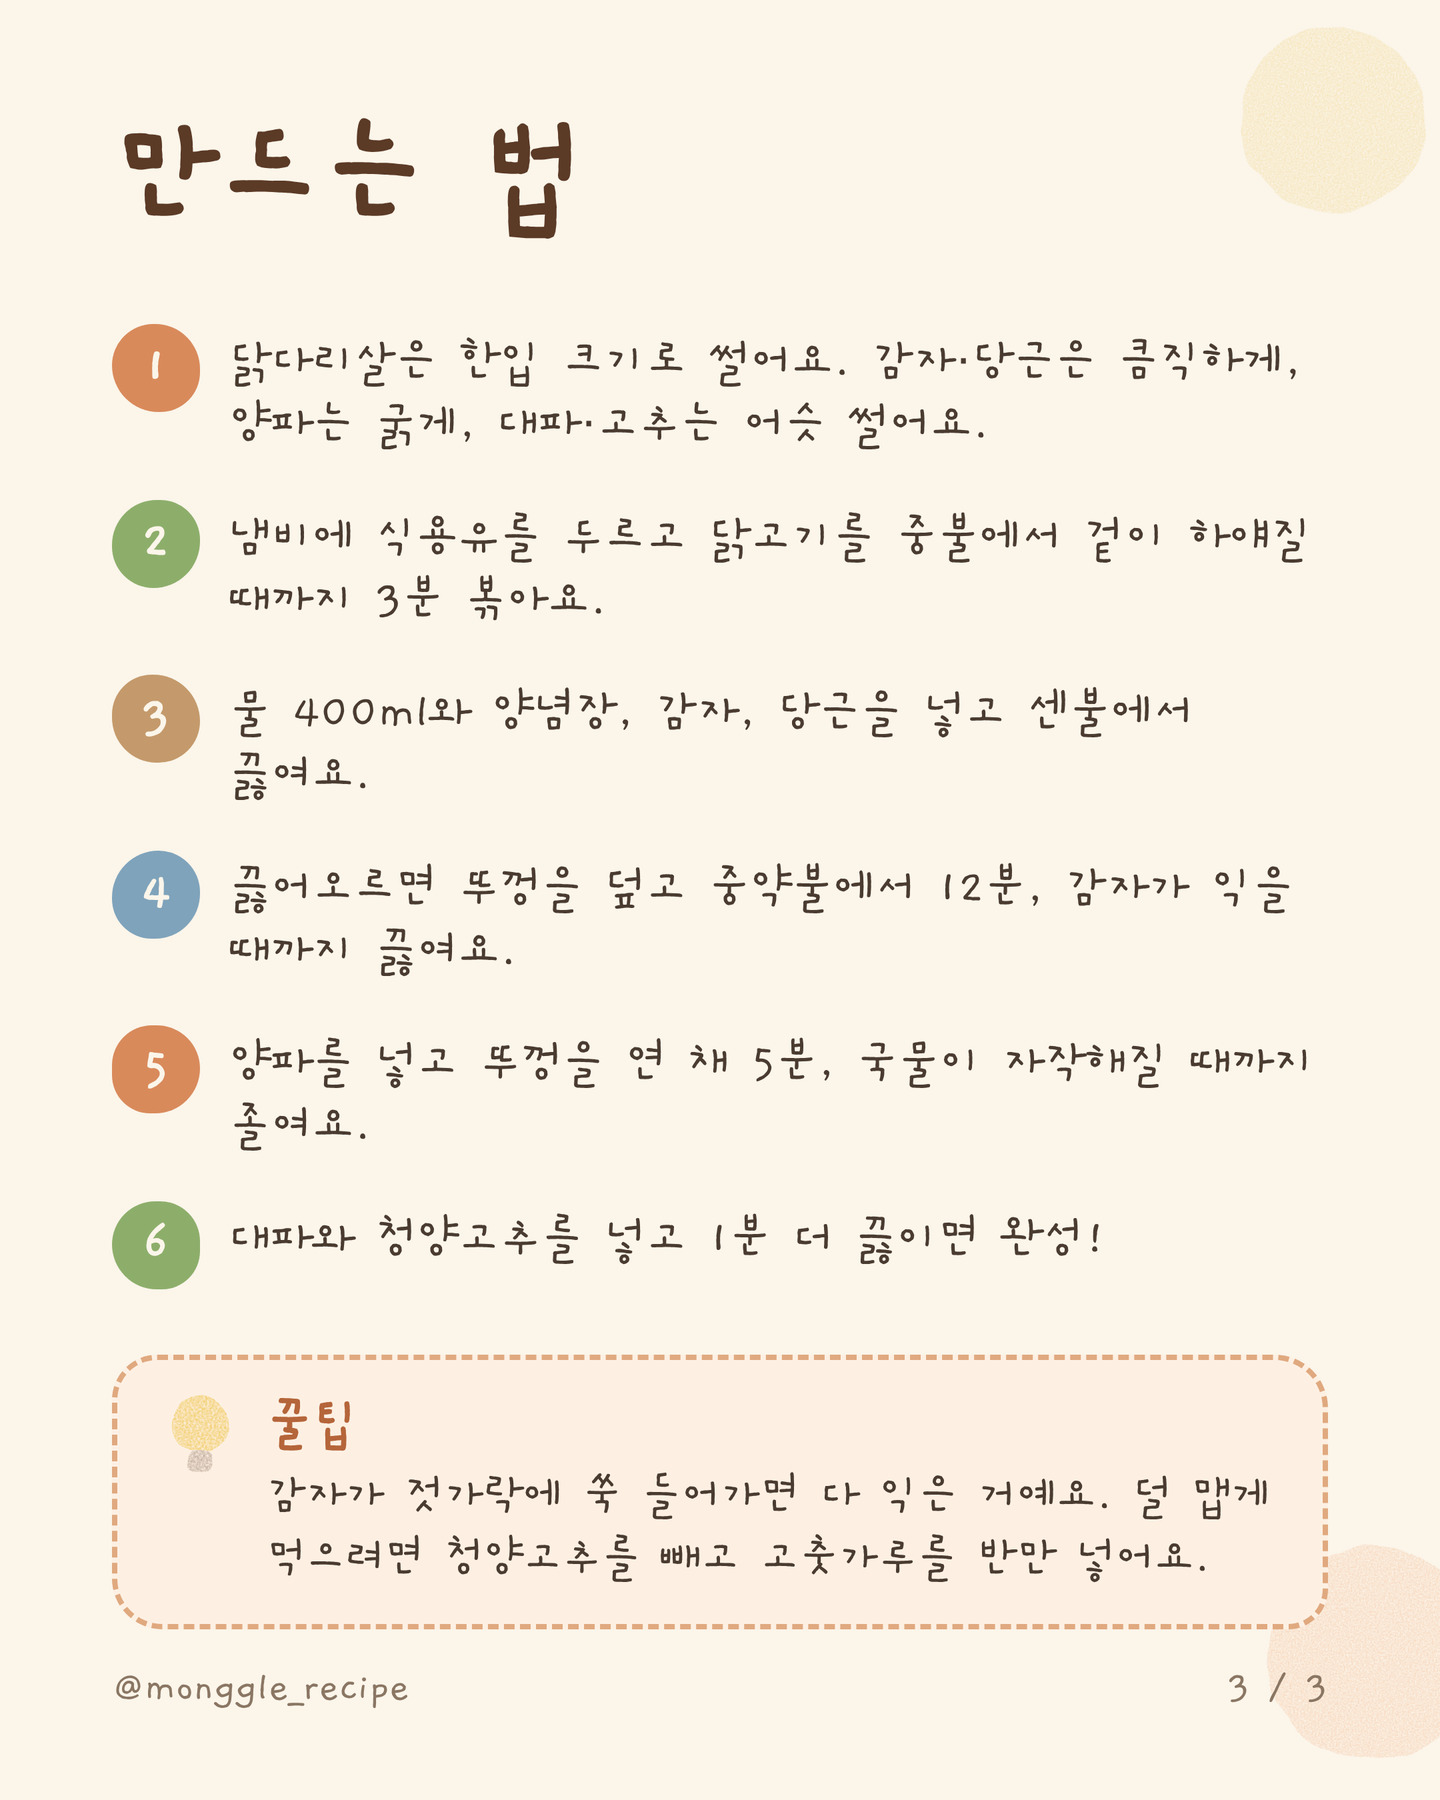 만드는 법
1
닭다리살은 한입 크기로 썰어요. 감자·당근은 큼직하게,
양파는 굵게, 대파·고추는 어슷 썰어요.
2
냄비에 식용유를 두르고 닭고기를 중불에서 겉이 하얘질
때까지 3분 볶아요.
3
물 400ml와 양념장, 감자, 당근을 넣고 센불에서
끓여요.
4
끓어오르면 뚜껑을 덮고 중약불에서 12분, 감자가 익을
때까지 끓여요.
5
양파를 넣고 뚜껑을 연 채 5분, 국물이 자작해질 때까지
졸여요.
6
대파와 청양고추를 넣고 1분 더 끓이면 완성!
꿀팁
감자가 젓가락에 쑥 들어가면 다 익은 거예요. 덜 맵게
먹으려면 청양고추를 빼고 고춧가루를 반만 넣어요.
@monggle_recipe
3 / 3